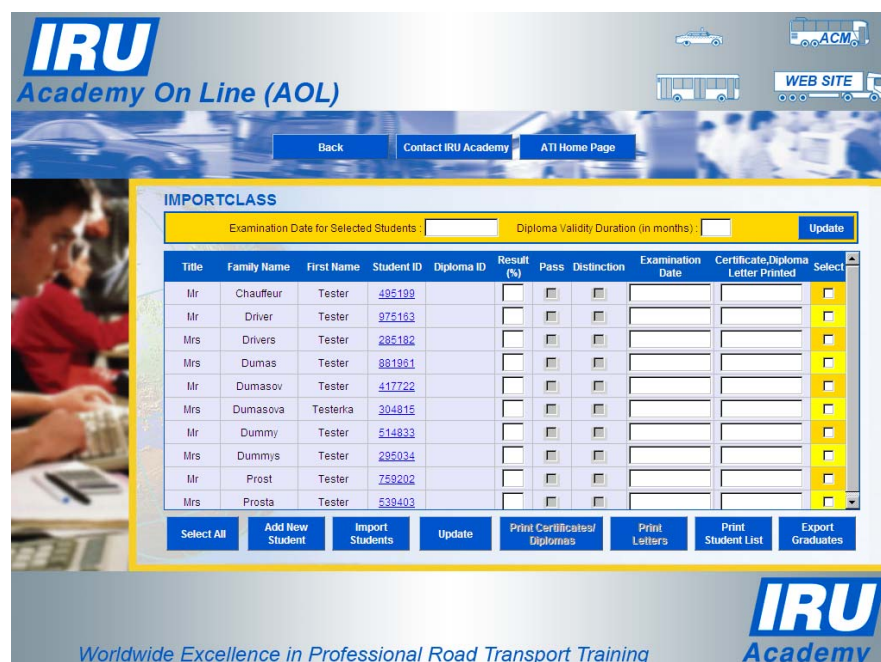 IRU
Academy On Line (AOL)
ACM
WEB SITE
Back Contact IRU Academy ATI Home Page
IMPORTCLASS
Examination Date for Selected Students : Diploma Validity Duration (in months) : Update
Title Family Name First Name Student ID Diploma ID Result (%) Pass Distinction Examination Date Certificate,Diploma Letter Printed Select
Mr Chauffeur Tester 495199
Mr Driver Tester 975163
Mrs Drivers Tester 285182
Mrs Dumas Tester 881961
Mr Dumasov Tester 417722
Mrs Dumasova Testerka 304815
Mr Dummy Tester 514833
Mrs Dummys Tester 295034
Mr Prost Tester 759202
Mrs Prosta Tester 539403
Select All Add New Student Import Students Update Print Certificates/ Diplomas Print Letters Print Student List Export Graduates
IRU
Worldwide Excellence in Professional Road Transport Training Academy